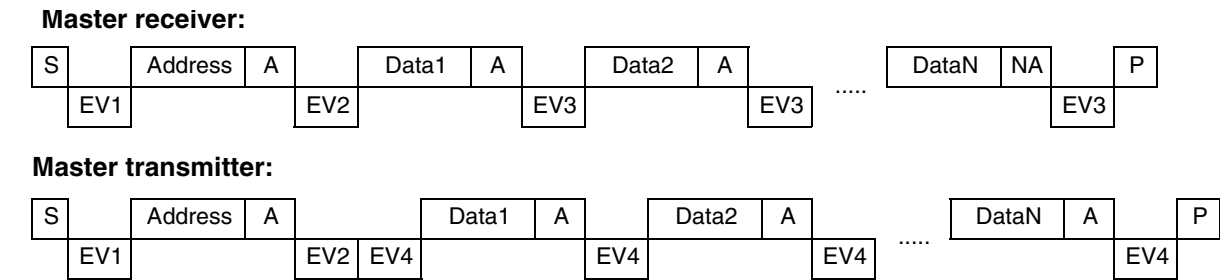 Master receiver:
S Address A Data1 A Data2 A ..... DataN NA P
EV1 EV2 EV3 EV3 EV3
Master transmitter:
S Address A Data1 A Data2 A ..... DataN A P
EV1 EV2 EV4 EV4 EV4 EV4